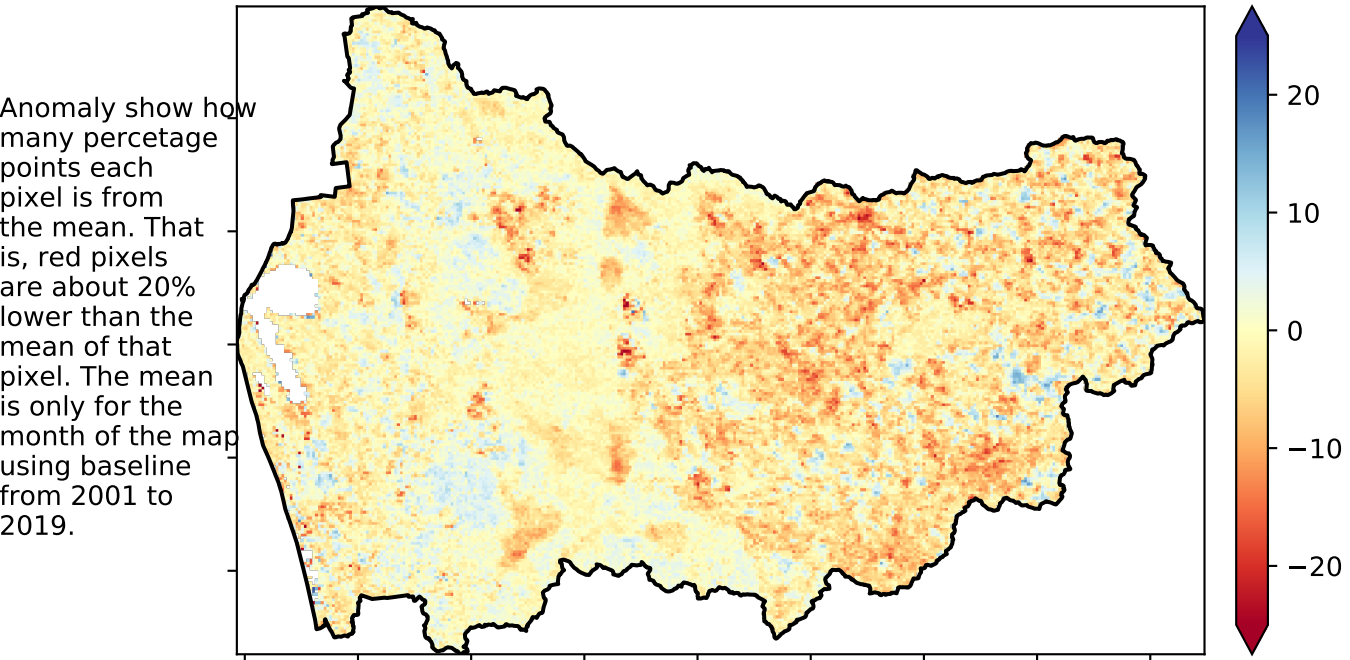 Anomaly show how
many percetage
points each
pixel is from
the mean. That
is, red pixels
are about 20%
lower than the
mean of that
pixel. The mean
is only for the
month of the map
using baseline
from 2001 to
2019.
20
10
0
−10
−20